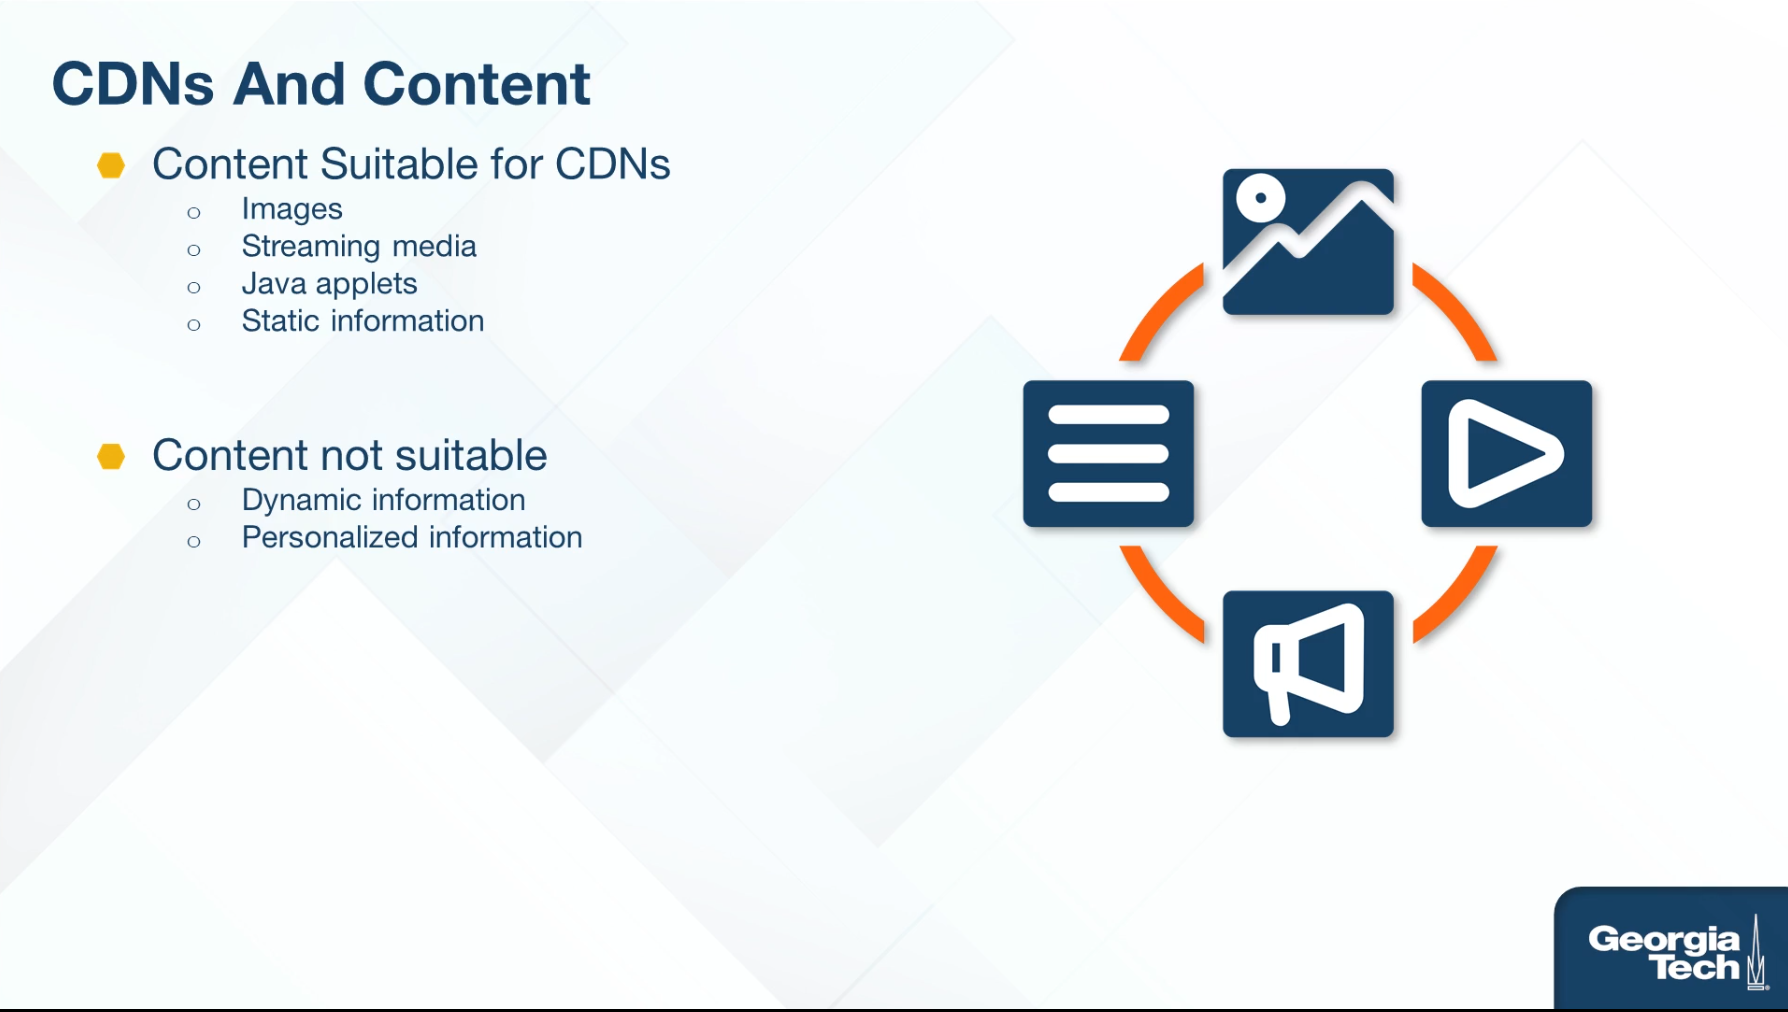 CDNs And Content
Content Suitable for CDNs
Images
Streaming media
Java applets
Static information
Content not suitable
Dynamic information
Personalized information
Georgia
Tech